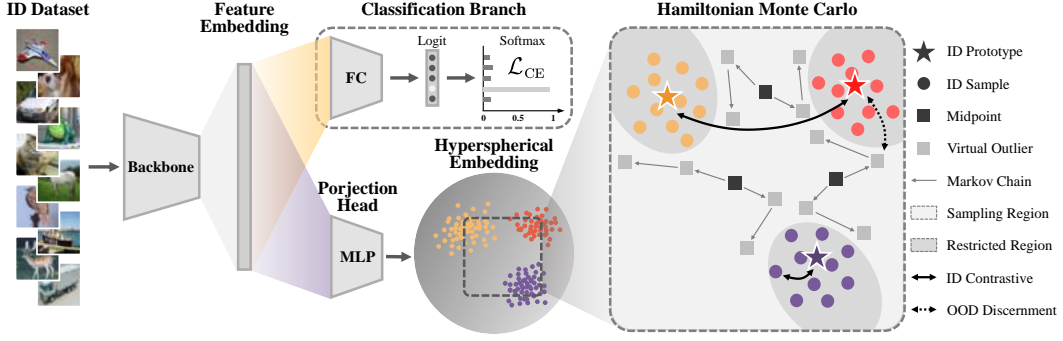 ID Dataset
Feature
Embedding
Classification Branch
Hamiltonian Monte Carlo
FC
Logit
Softmax
ℒCE
0
0.5
1
Backbone
Porjection
Head
MLP
Hyperspherical
Embedding
ID Prototype
ID Sample
Midpoint
Virtual Outlier
Markov Chain
Sampling Region
Restricted Region
ID Contrastive
OOD Discernment